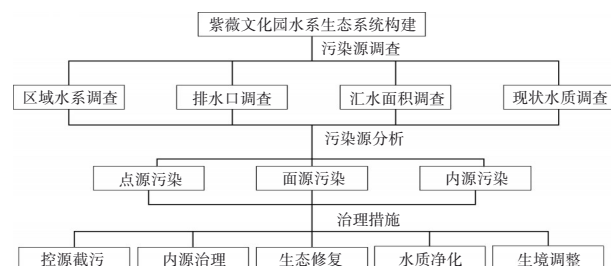 紫薇文化园水系生态系统构建
污染源调查
区域水系调查 排水口调查 汇水面积调查 现状水质调查
污染源分析
点源污染 面源污染 内源污染
治理措施
控源截污 内源治理 生态修复 水质净化 生境调整